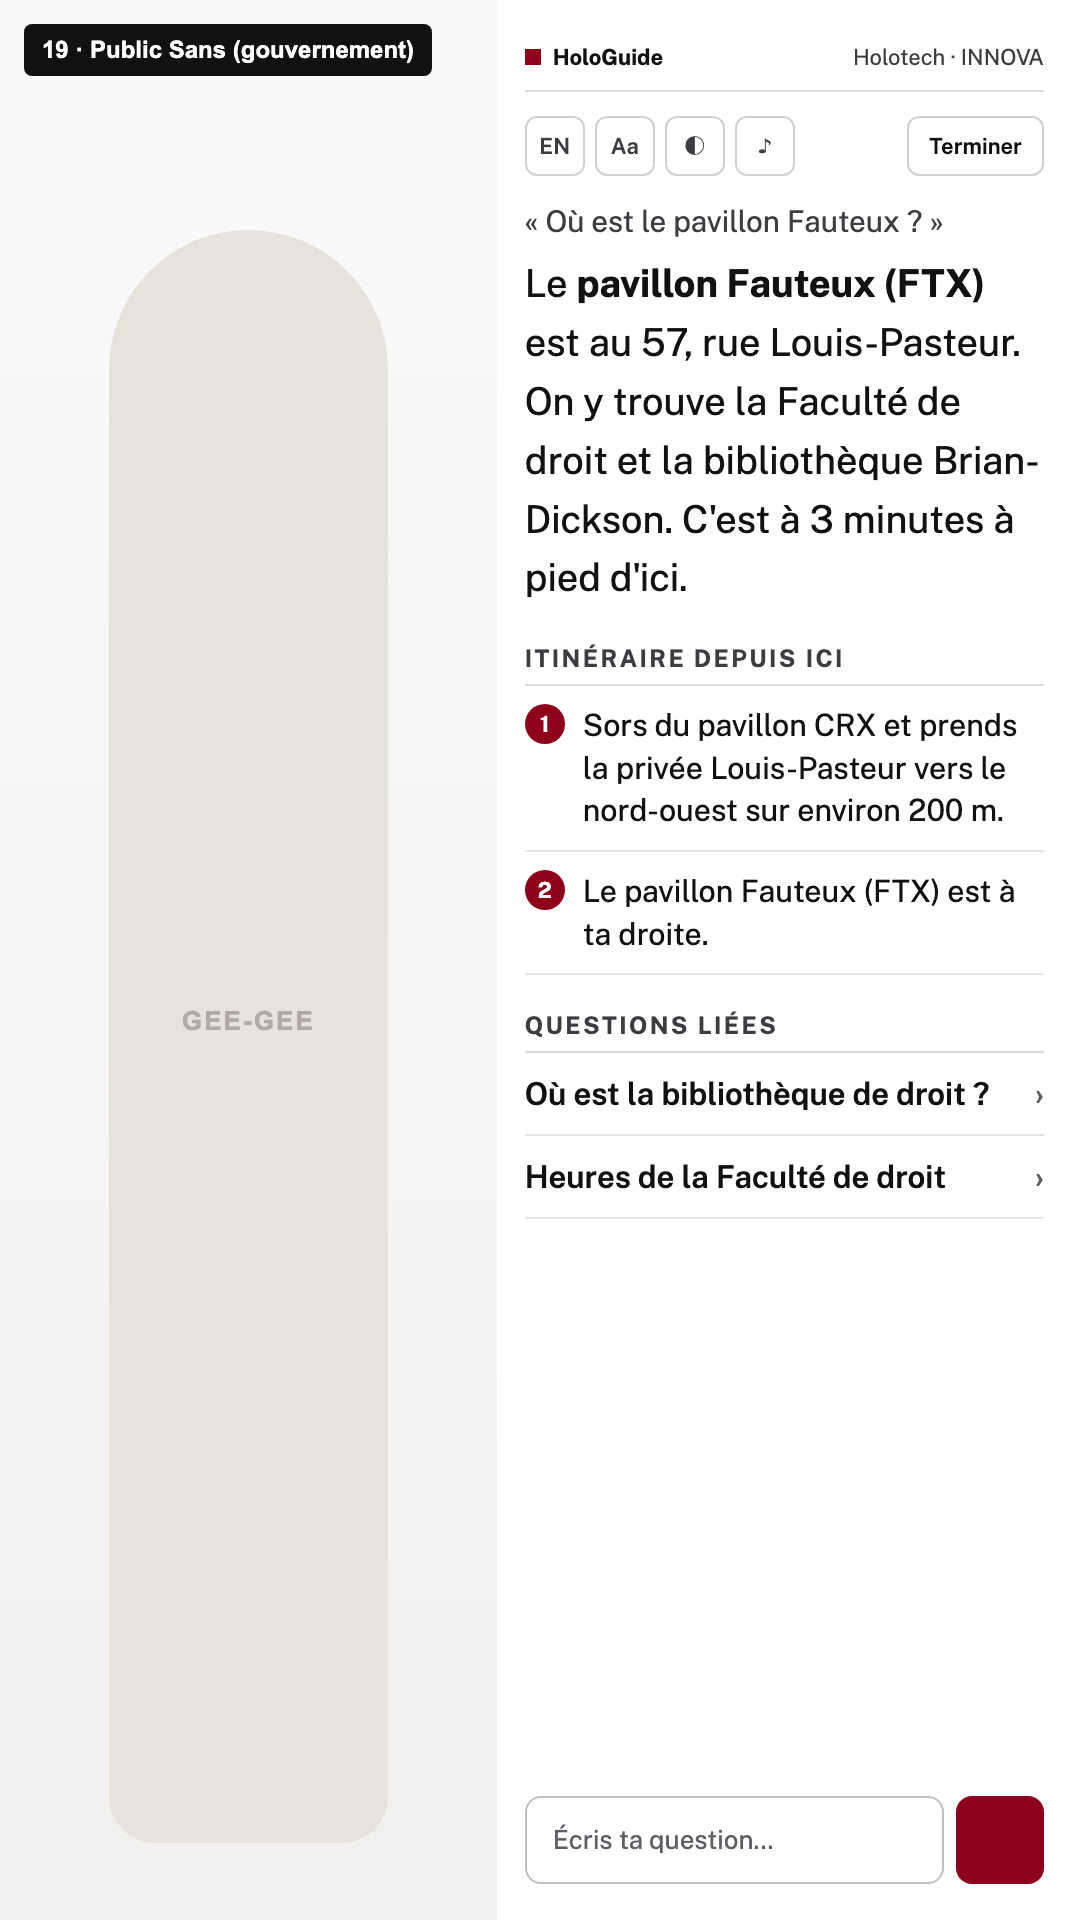 19 · Public Sans (gouvernement)
HoloGuide
Holotech · INNOVA
EN
Aa
Terminer
« Où est le pavillon Fauteux ? »
Le pavillon Fauteux (FTX)
est au 57, rue Louis-Pasteur.
On y trouve la Faculté de
droit et la bibliothèque Brian-
Dickson. C'est à 3 minutes à
pied d'ici.
ITINÉRAIRE DEPUIS ICI
1 Sors du pavillon CRX et prends
la privée Louis-Pasteur vers le
nord-ouest sur environ 200 m.
2 Le pavillon Fauteux (FTX) est à
ta droite.
GEE-GEE
QUESTIONS LIÉES
Où est la bibliothèque de droit ? ›
Heures de la Faculté de droit ›
Écris ta question...